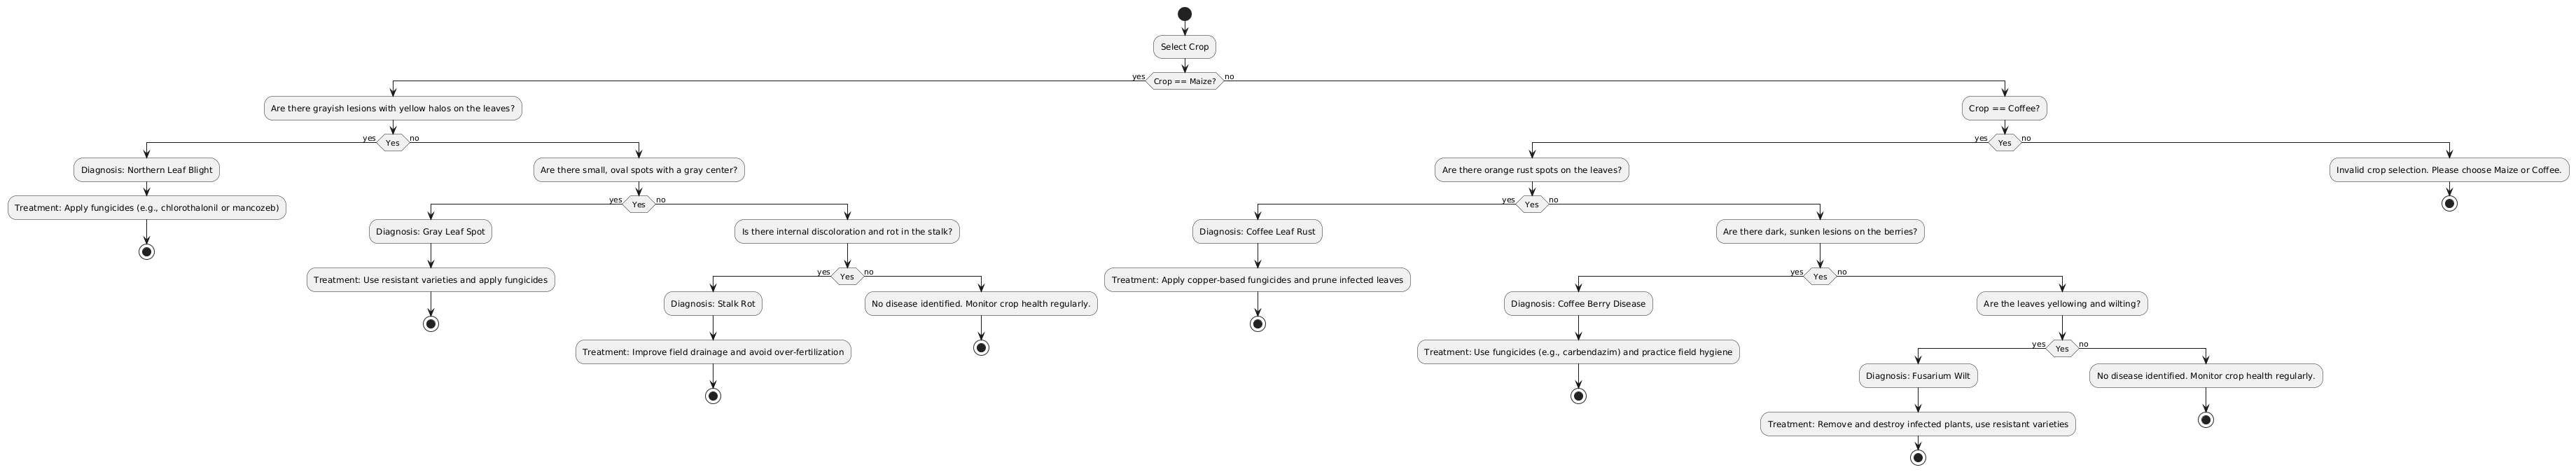 Select Crop
yes
Crop == Maize?
no
Are there grayish lesions with yellow halos on the leaves?
Crop == Coffee?
yes
Yes
no
yes
Yes
no
Diagnosis: Northern Leaf Blight
Are there small, oval spots with a gray center?
Are there orange rust spots on the leaves?
Invalid crop selection. Please choose Maize or Coffee.
Treatment: Apply fungicides (e.g., chlorothalonil or mancozeb)
yes
Yes
no
yes
Yes
no
Diagnosis: Gray Leaf Spot
Is there internal discoloration and rot in the stalk?
Diagnosis: Coffee Leaf Rust
Are there dark, sunken lesions on the berries?
Treatment: Use resistant varieties and apply fungicides
yes
Yes
no
Treatment: Apply copper-based fungicides and prune infected leaves
yes
Yes
no
Diagnosis: Stalk Rot
No disease identified. Monitor crop health regularly.
Diagnosis: Coffee Berry Disease
Are the leaves yellowing and wilting?
Treatment: Improve field drainage and avoid over-fertilization
Treatment: Use fungicides (e.g., carbendazim) and practice field hygiene
yes
Yes
no
Diagnosis: Fusarium Wilt
No disease identified. Monitor crop health regularly.
Treatment: Remove and destroy infected plants, use resistant varieties